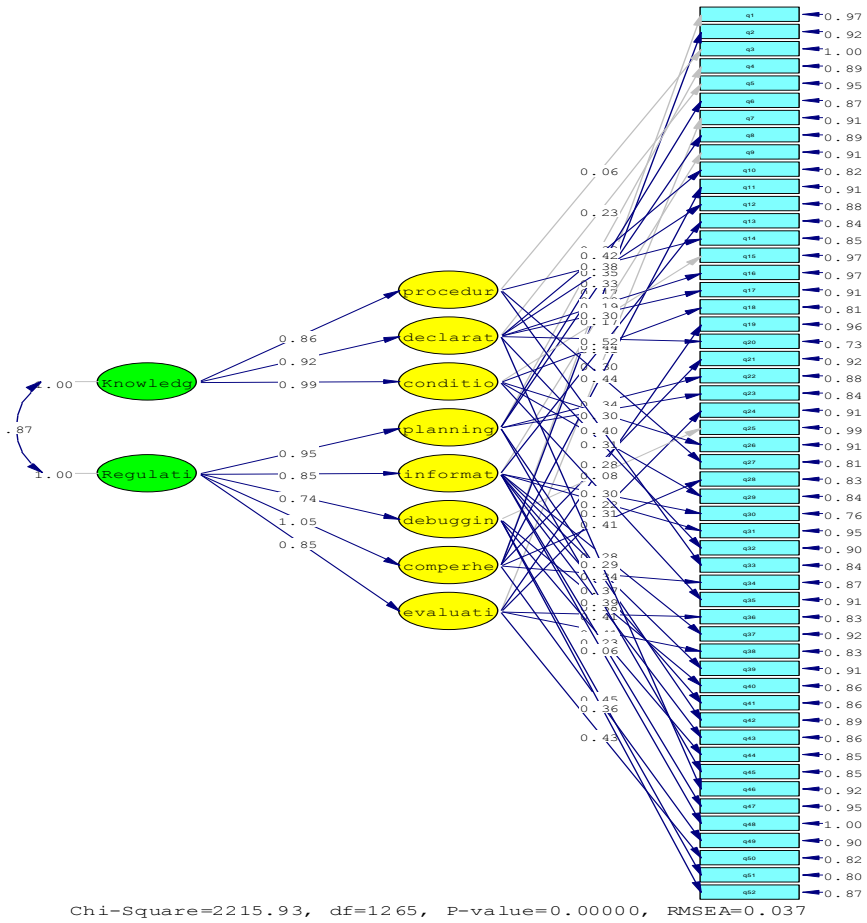 q1 0.97
q2 0.92
q3 1.00
q4 0.89
q5 0.95
q6 0.87
q7 0.91
q8 0.89
q9 0.91
q10 0.82
q11 0.91
q12 0.88
q13 0.84
q14 0.85
q15 0.97
q16 0.97
q17 0.91
q18 0.81
q19 0.96
q20 0.73
q21 0.92
q22 0.88
q23 0.84
q24 0.91
q25 0.99
q26 0.91
q27 0.81
q28 0.83
q29 0.84
q30 0.76
q31 0.95
q32 0.90
q33 0.84
q34 0.87
q35 0.91
q36 0.83
q37 0.92
q38 0.83
q39 0.91
q40 0.86
q41 0.86
q42 0.89
q43 0.86
q44 0.85
q45 0.85
q46 0.92
q47 0.95
q48 1.00
q49 0.90
q50 0.82
q51 0.80
q52 0.87
procedur
declarat
conditio
planning
informat
debuggin
comperhe
evaluati
Knowledg
Regulati
1.00
.87
1.00
0.86
0.92
0.99
0.95
0.85
0.74
1.05
0.85
0.06
0.23
0.42
0.33
0.30
0.52
0.30
0.44
0.34
0.30
0.40
0.28
0.08
0.30
0.31
0.41
0.29
0.06
0.36
0.43
Chi-Square=2215.93, df=1265, P-value=0.00000, RMSEA=0.037